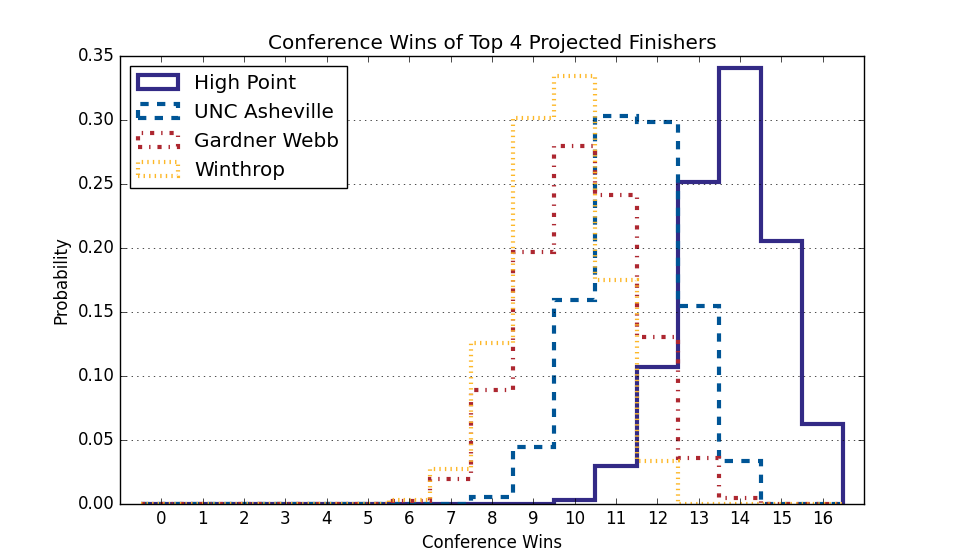 Conference Wins of Top 4 Projected Finishers
0.35
0.30
0.25
0.20
0.15
0.10
0.05
0.00
Probability
High Point
UNC Asheville
Gardner Webb
Winthrop
0 1 2 3 4 5 6 7 8 9 10 11 12 13 14 15 16
Conference Wins